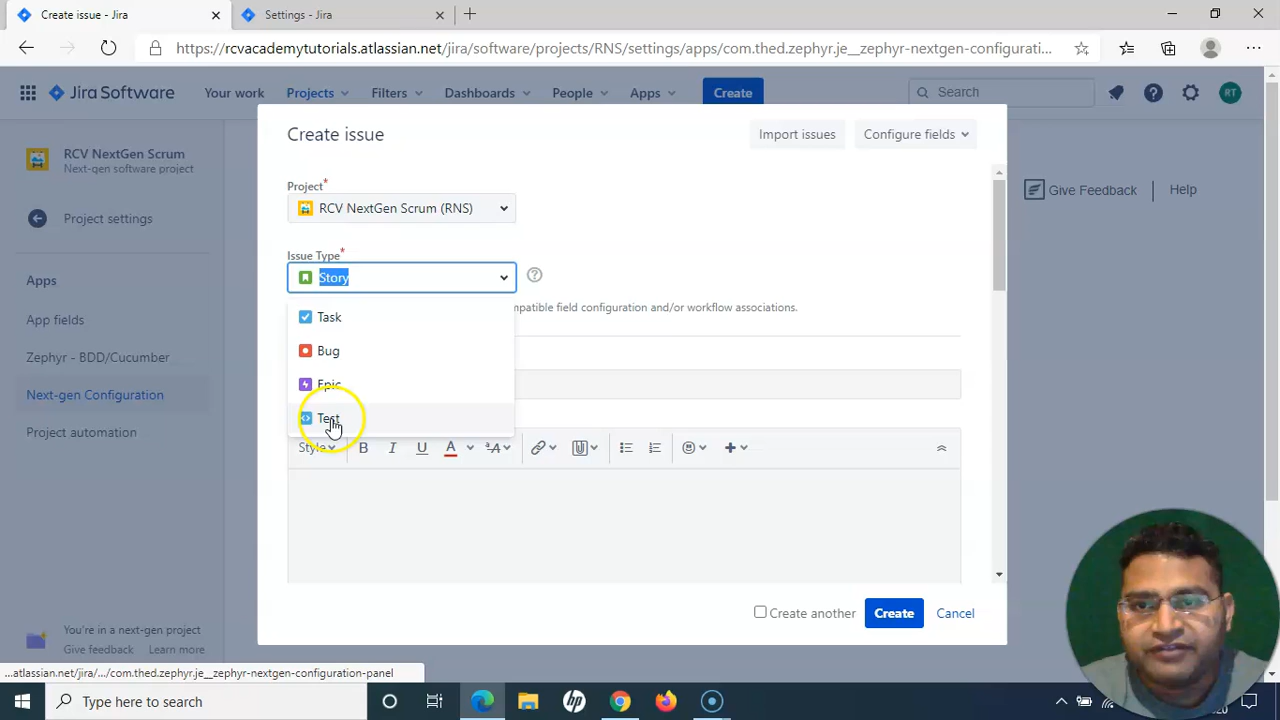 Create issue - Jira
Settings - Jira
https://rcvacademytutorials.atlassian.net/jira/software/projects/RNS/settings/apps/com.thed.zephyr.je__zephyr-nextgen-configurati...
Jira Software
Your work
Projects
Filters
Dashboards
People
Apps
Create
Search
RT
RCV NextGen Scrum
Next-gen software project
Project settings
Apps
App fields
Zephyr - BDD/Cucumber
Next-gen Configuration
Project automation
You're in a next-gen project
Give feedback Learn more
Give Feedback
Help
Create issue
Import issues
Configure fields
Project*
RCV NextGen Scrum (RNS)
Issue Type*
Story
patible field configuration and/or workflow associations.
Task
Bug
Epic
Test
Style
B I U A
Create another
Create
Cancel
...atlassian.net/jira/.../com.thed.zephyr.je__zephyr-nextgen-configuration-panel
Type here to search
hp